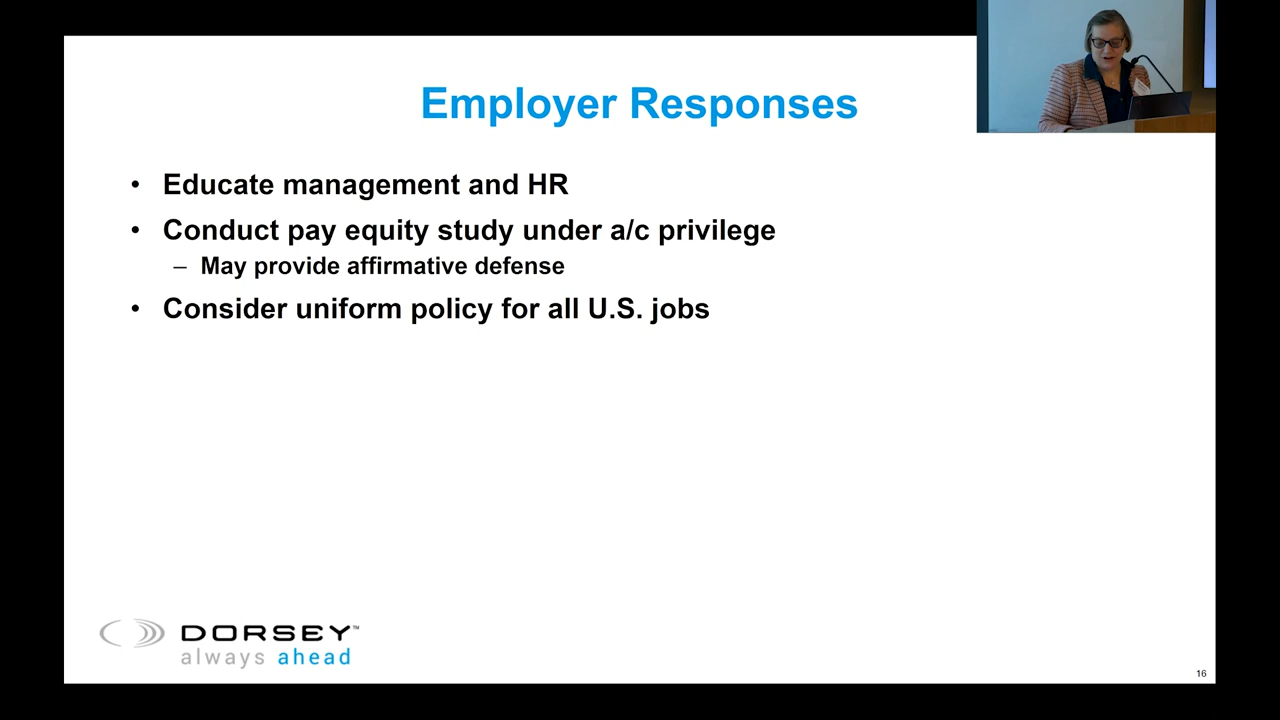 Employer Responses
• Educate management and HR
• Conduct pay equity study under a/c privilege
– May provide affirmative defense
• Consider uniform policy for all U.S. jobs
DORSEY™
always ahead
16